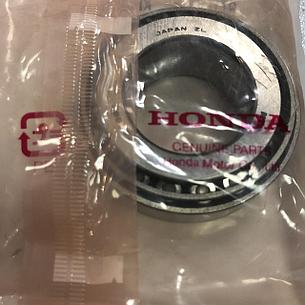 JAPAN ZL
HONDA
GENUINE PARTS
Honda Motor Co., Ltd.